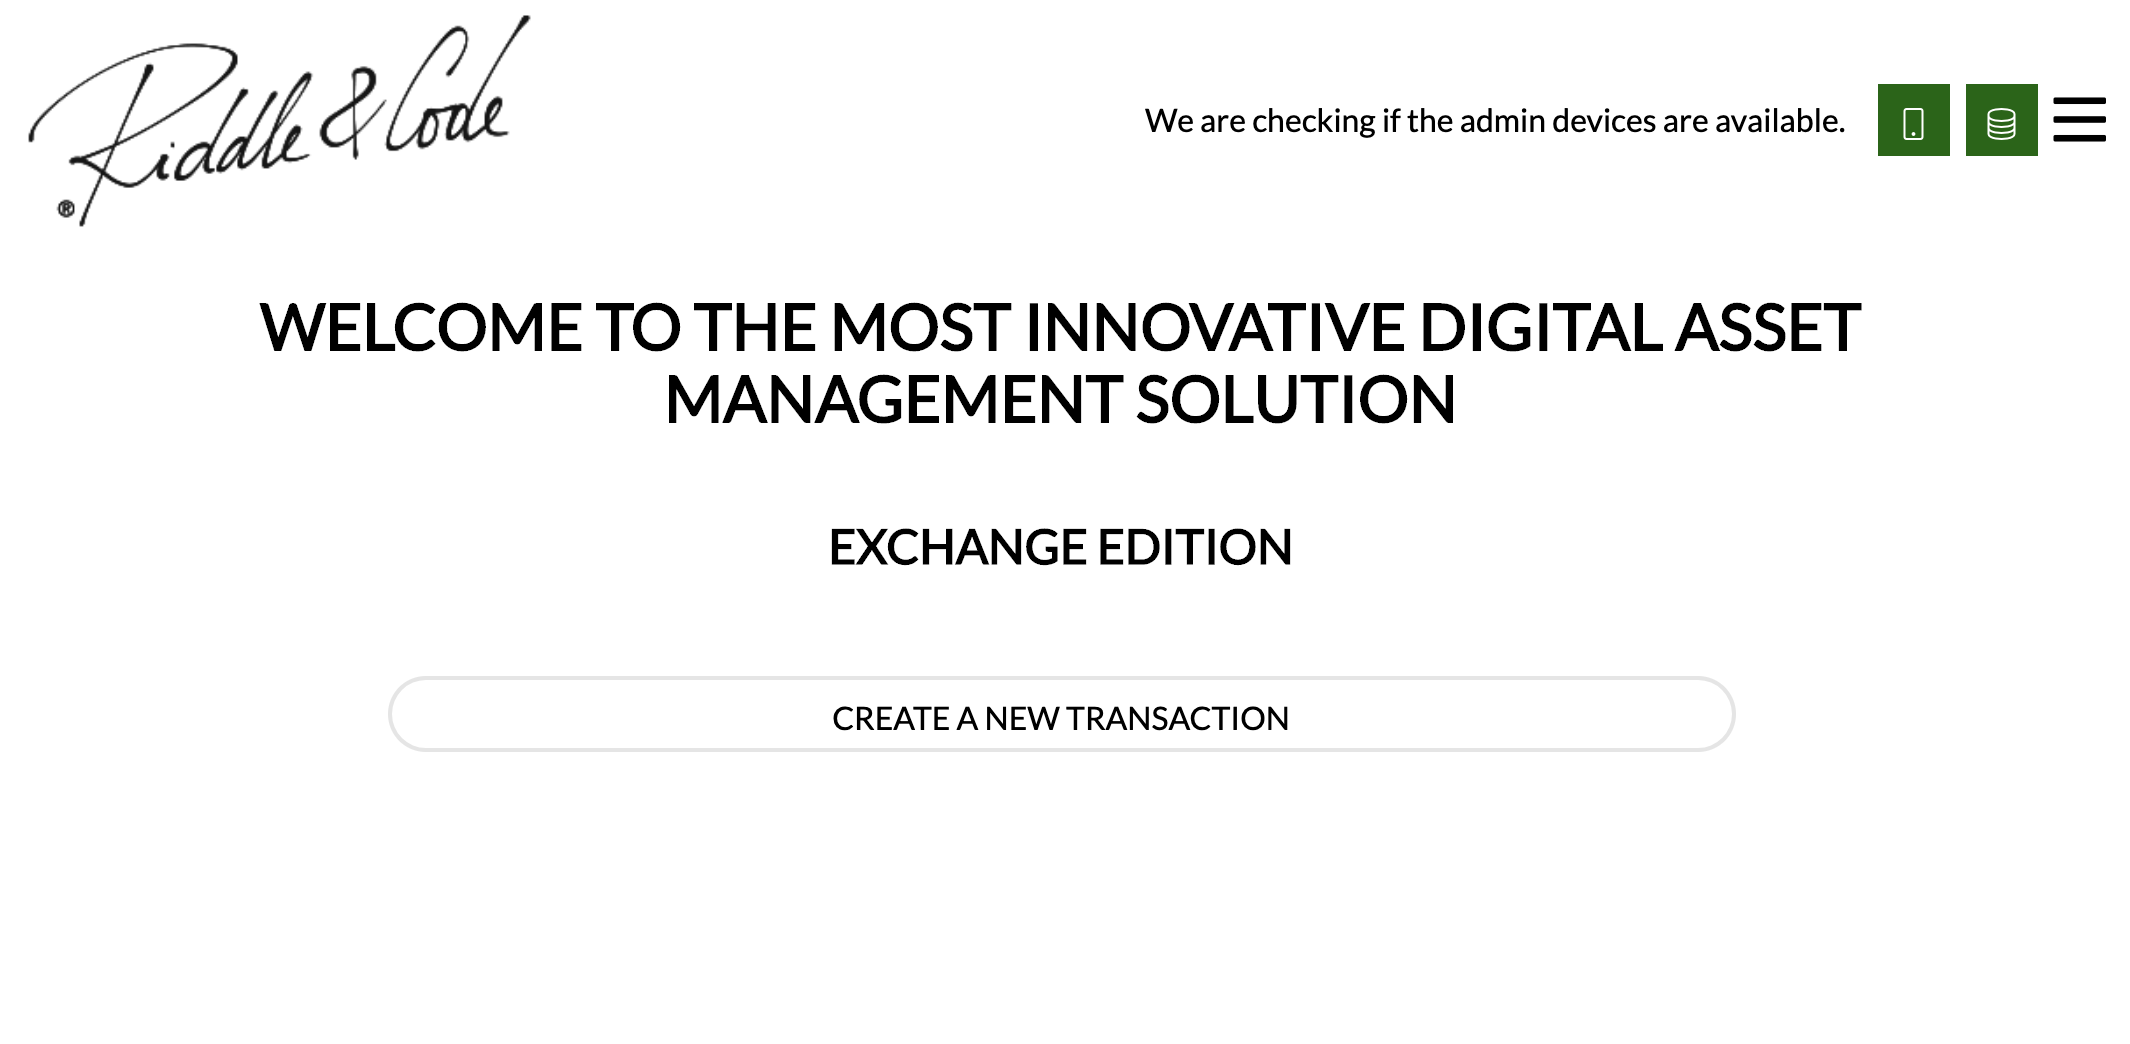 Riddle & Code
®
We are checking if the admin devices are available.
WELCOME TO THE MOST INNOVATIVE DIGITAL ASSET
MANAGEMENT SOLUTION
EXCHANGE EDITION
CREATE A NEW TRANSACTION